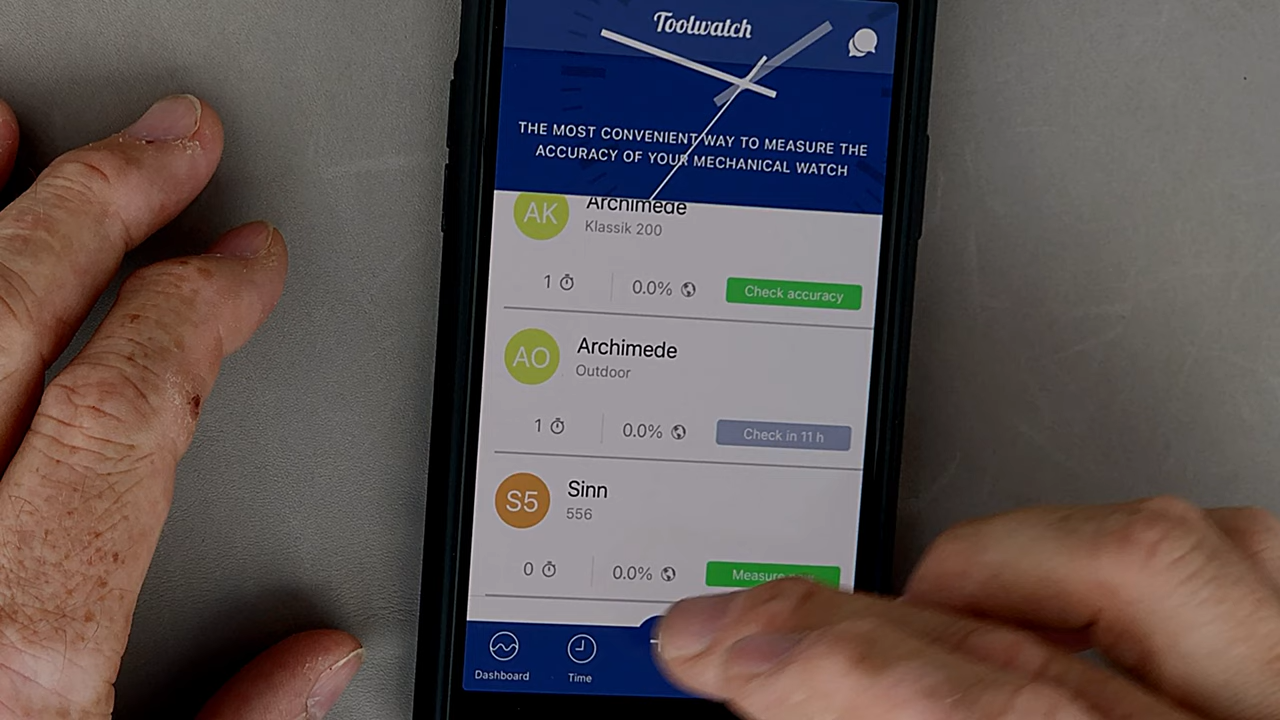 Toolwatch
THE MOST CONVENIENT WAY TO MEASURE THE
ACCURACY OF YOUR MECHANICAL WATCH
AK
Archimede
Klassik 200
1
0.0%
Check accuracy
AO
Archimede
Outdoor
1
0.0%
Check in 11 h
S5
Sinn
556
0
0.0%
Measure
Dashboard
Time